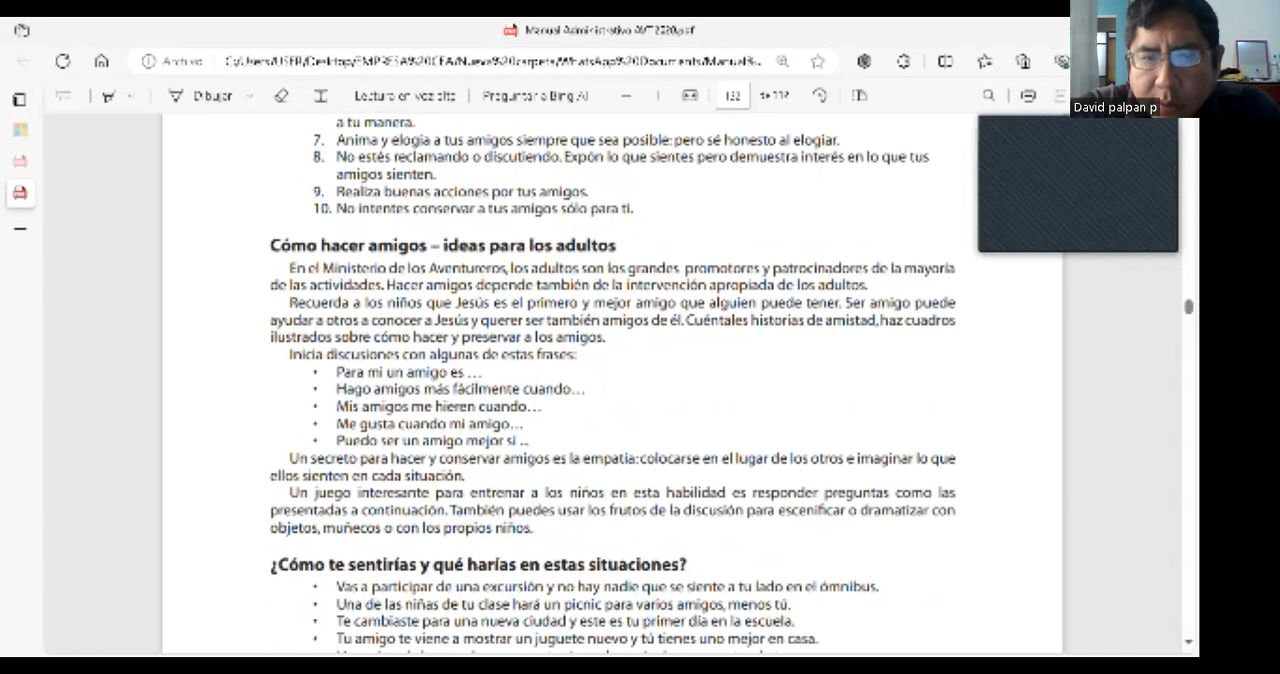 Manual Administrativo AVT2020.pdf
Archivo
C:/Users/USER/Desktop/EMPRESA%20CEA/Nueva%20carpeta/WhatsApp%20Documents/Manual%...
Dibujar
Lectura en voz alta
Preguntar a Bing AI
132
David palpan p
a tu manera.
7. Anima y elogia a tus amigos siempre que sea posible: pero sé honesto al elogiar.
8. No estés reclamando o discutiendo. Expón lo que sientes pero demuestra interés en lo que tus
amigos sienten.
9. Realiza buenas acciones por tus amigos.
10. No intentes conservar a tus amigos sólo para ti.
Cómo hacer amigos – ideas para los adultos
En el Ministerio de los Aventureros, los adultos son los grandes promotores y patrocinadores de la mayoría
de las actividades. Hacer amigos depende también de la intervención apropiada de los adultos.
Recuerda a los niños que Jesús es el primero y mejor amigo que alguien puede tener. Ser amigo puede
ayudar a otros a conocer a Jesús y querer ser también amigos de él. Cuéntales historias de amistad, haz cuadros
ilustrados sobre cómo hacer y preservar a los amigos.
Inicia discusiones con algunas de estas frases:
• Para mi un amigo es ...
• Hago amigos más fácilmente cuando...
• Mis amigos me hieren cuando...
• Me gusta cuando mi amigo...
• Puedo ser un amigo mejor si ...
Un secreto para hacer y conservar amigos es la empatía: colocarse en el lugar de los otros e imaginar lo que
ellos sienten en cada situación.
Un juego interesante para entrenar a los niños en esta habilidad es responder preguntas como las
presentadas a continuación. También puedes usar los frutos de la discusión para escenificar o dramatizar con
objetos, muñecos o con los propios niños.
¿Cómo te sentirías y qué harías en estas situaciones?
• Vas a participar de una excursión y no hay nadie que se siente a tu lado en el ómnibus.
• Una de las niñas de tu clase hará un picnic para varios amigos, menos tú.
• Te cambiaste para una nueva ciudad y este es tu primer día en la escuela.
• Tu amigo te viene a mostrar un juguete nuevo y tú tienes uno mejor en casa.